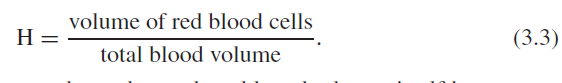 H = volume of red blood cells
total blood volume . (3.3)